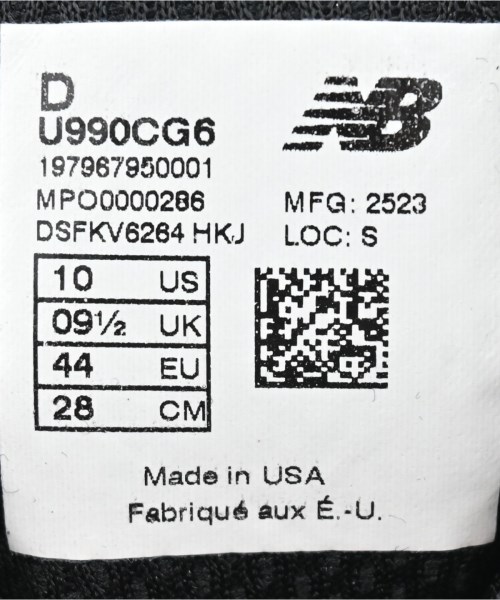 D
NB
U990CG6
197967950001
MPO0000286
MFG: 2523
DSFKV6264 HKJ
LOC: S
10 US
09½ UK
44 EU
28 CM
Made in USA
Fabriqué aux É.-U.